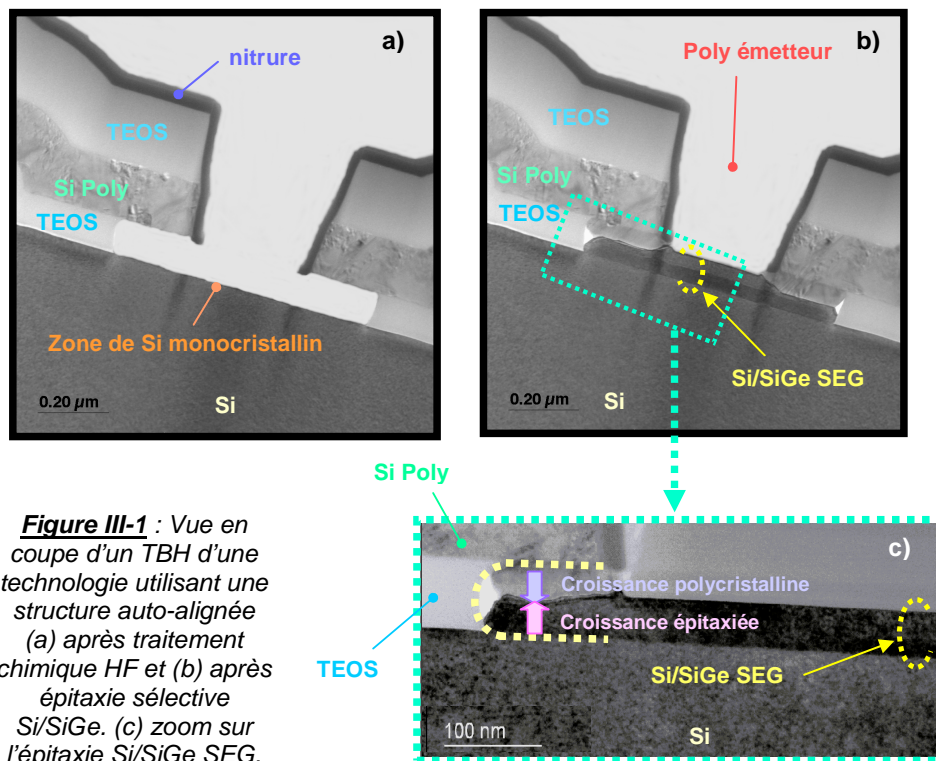 a)
nitrure
TEOS
Si Poly
TEOS
Zone de Si monocristallin
0.20 µm
Si
b)
Poly émetteur
TEOS
Si Poly
TEOS
Si/SiGe SEG
0.20 µm
Si
Figure III-1 : Vue en
coupe d'un TBH d'une
technologie utilisant une
structure auto-alignée
(a) après traitement
chimique HF et (b) après
épitaxie sélective
Si/SiGe. (c) zoom sur
l'épitaxie Si/SiGe SEG.
Si Poly
c)
Croissance polycristalline
Croissance épitaxiée
TEOS
Si/SiGe SEG
100 nm
Si